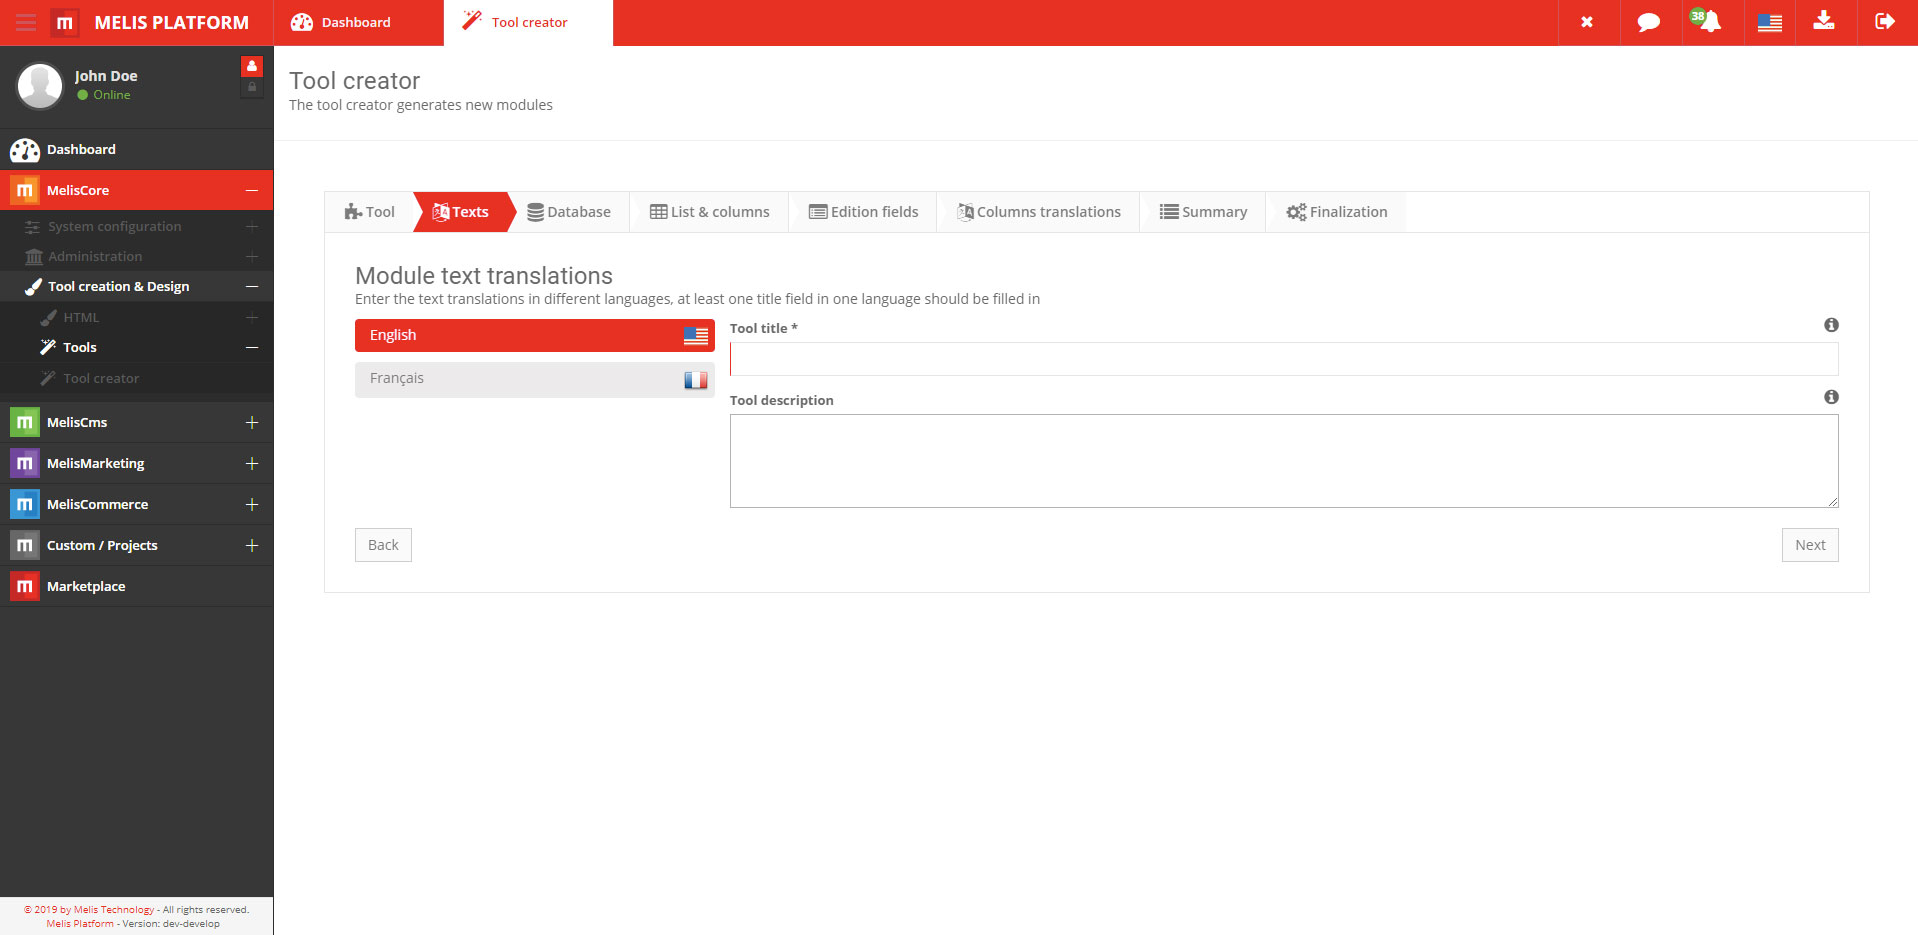 MELIS PLATFORM
Dashboard
Tool creator
38
John Doe
Online
Dashboard
MelisCore
System configuration
Administration
Tool creation & Design
HTML
Tools
Tool creator
MelisCms
MelisMarketing
MelisCommerce
Custom / Projects
Marketplace
© 2019 by Melis Technology - All rights reserved.
Melis Platform - Version: dev-develop
Tool creator
The tool creator generates new modules
Tool
Texts
Database
List & columns
Edition fields
Columns translations
Summary
Finalization
Module text translations
Enter the text translations in different languages, at least one title field in one language should be filled in
English
Français
Tool title *
Tool description
Back
Next